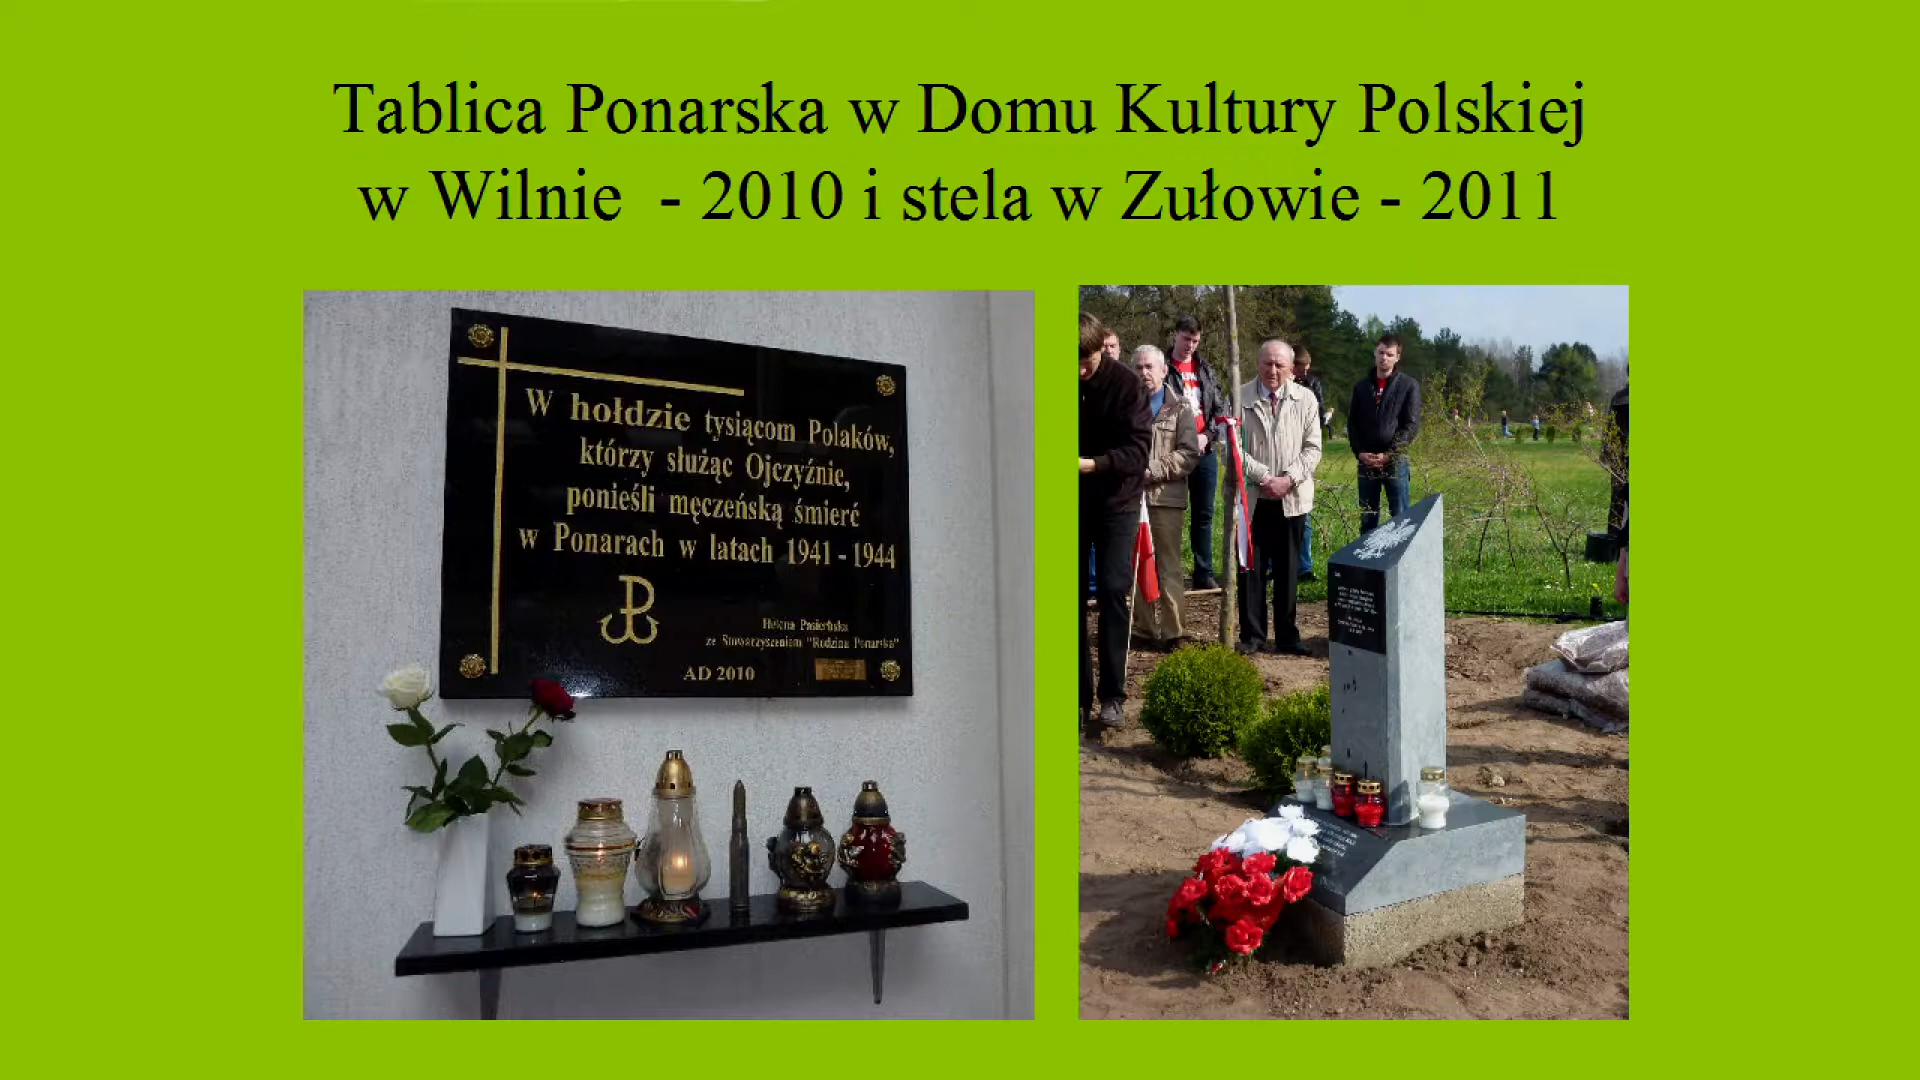 Tablica Ponarska w Domu Kultury Polskiej
w Wilnie - 2010 i stela w Zułowie - 2011
W hołdzie tysiącom Polaków,
którzy służąc Ojczyźnie,
ponieśli męczeńską śmierć
w Ponarach w latach 1941 - 1944
Helena Pasierbska
ze Stowarzyszeniem "Rodzina Ponarska"
AD 2010